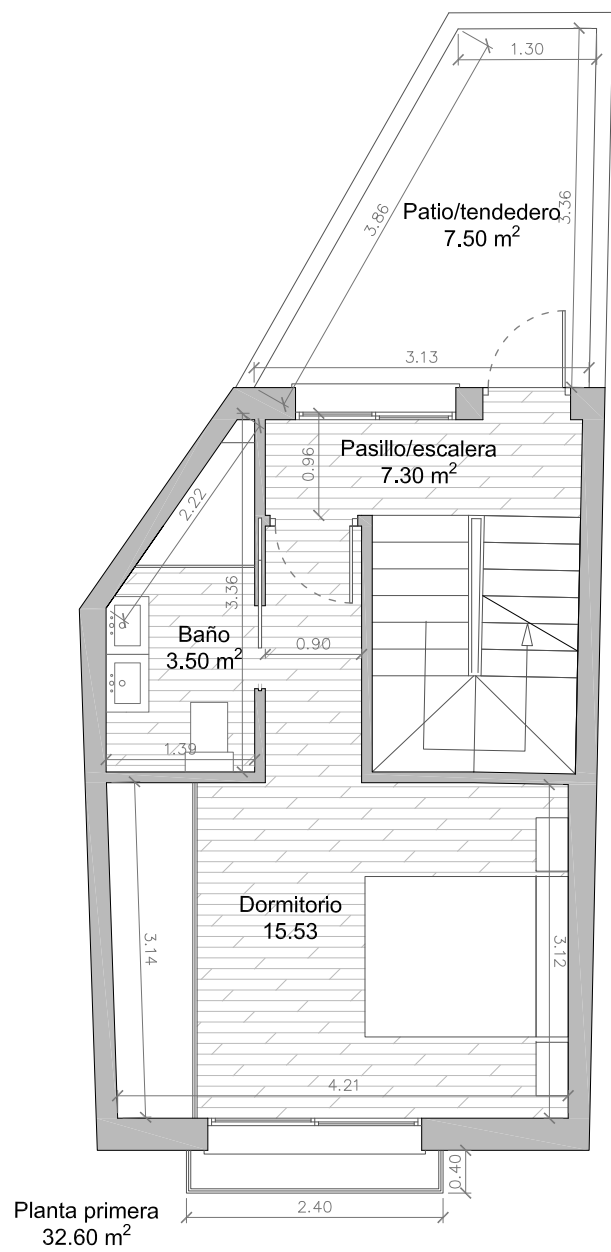 1.30
3.86
3.36
Patio/tendedero
7.50 m²
3.13
Pasillo/escalera
7.30 m²
0.96
2.22
3.36
Baño
3.50 m²
0.90
1.39
Dormitorio
15.53
3.14
3.12
4.21
0.40
2.40
Planta primera
32.60 m²